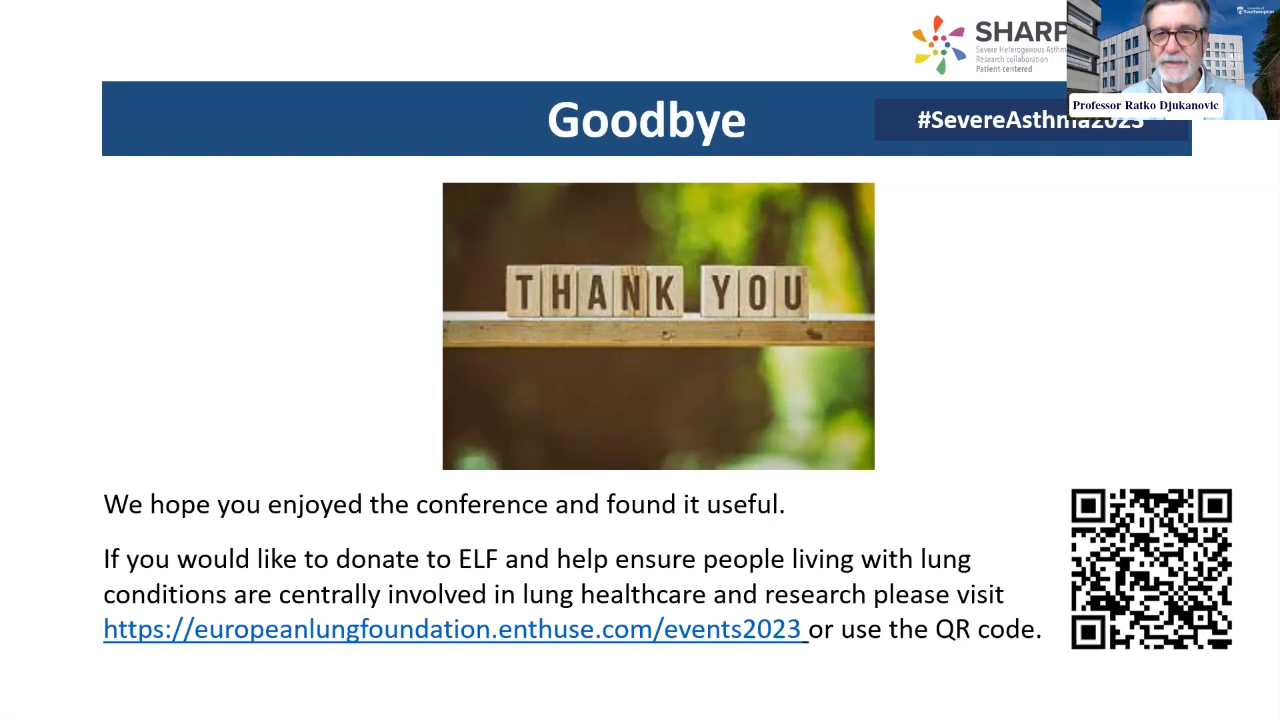 SHARP
Severe Heterogenous Asthm
Research collaboration
Patient-centered
Southampton
Professor Ratko Djukanovic
Goodbye
#SevereAsthma2023
THANK YOU
We hope you enjoyed the conference and found it useful.
If you would like to donate to ELF and help ensure people living with lung
conditions are centrally involved in lung healthcare and research please visit
https://europeanlungfoundation.enthuse.com/events2023 or use the QR code.